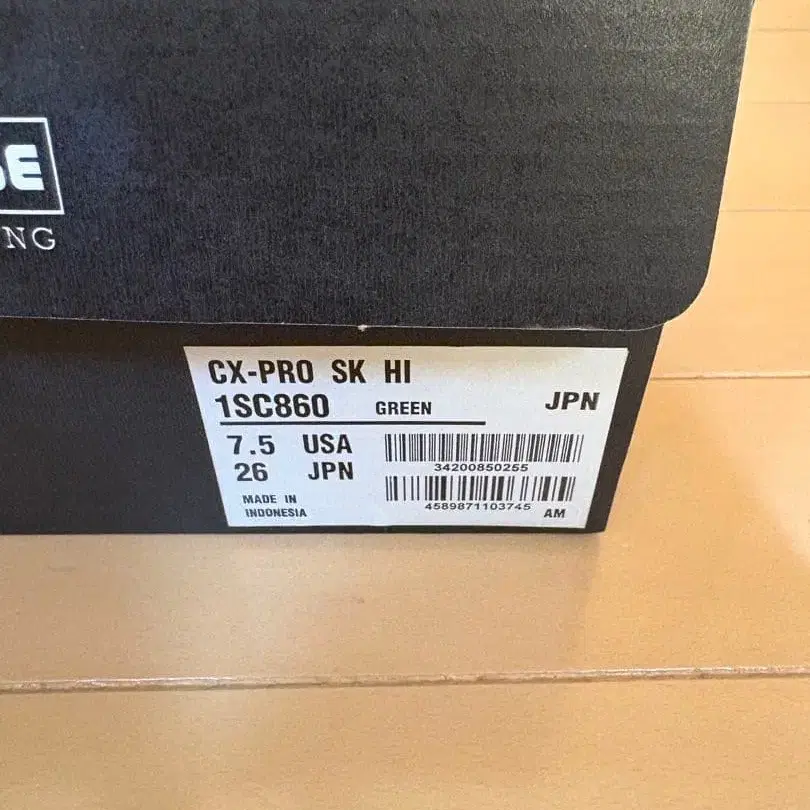 SE
NG
CX-PRO SK HI
1SC860 GREEN JPN
7.5 USA
26 JPN
34200850255
MADE IN
INDONESIA
4589871103745 AM